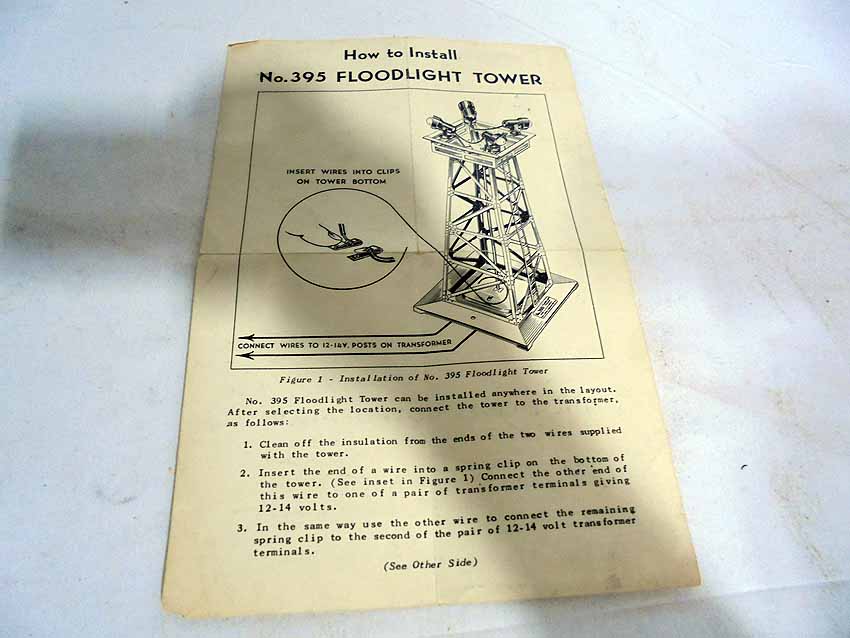 How to Install
No. 395 FLOODLIGHT TOWER
INSERT WIRES INTO CLIPS
ON TOWER BOTTOM
CONNECT WIRES TO 12-14V. POSTS ON TRANSFORMER
Figure 1 - Installation of No. 395 Floodlight Tower
No. 395 Floodlight Tower can be installed anywhere in the layout.
After selecting the location, connect the tower to the transformer,
as follows:
1. Clean off the insulation from the ends of the two wires supplied
with the tower.
2. Insert the end of a wire into a spring clip on the bottom of
the tower. (See inset in Figure 1) Connect the other end of
this wire to one of a pair of transformer terminals giving
12-14 volts.
3. In the same way use the other wire to connect the remaining
spring clip to the second of the pair of 12-14 volt transformer
terminals.
(See Other Side)